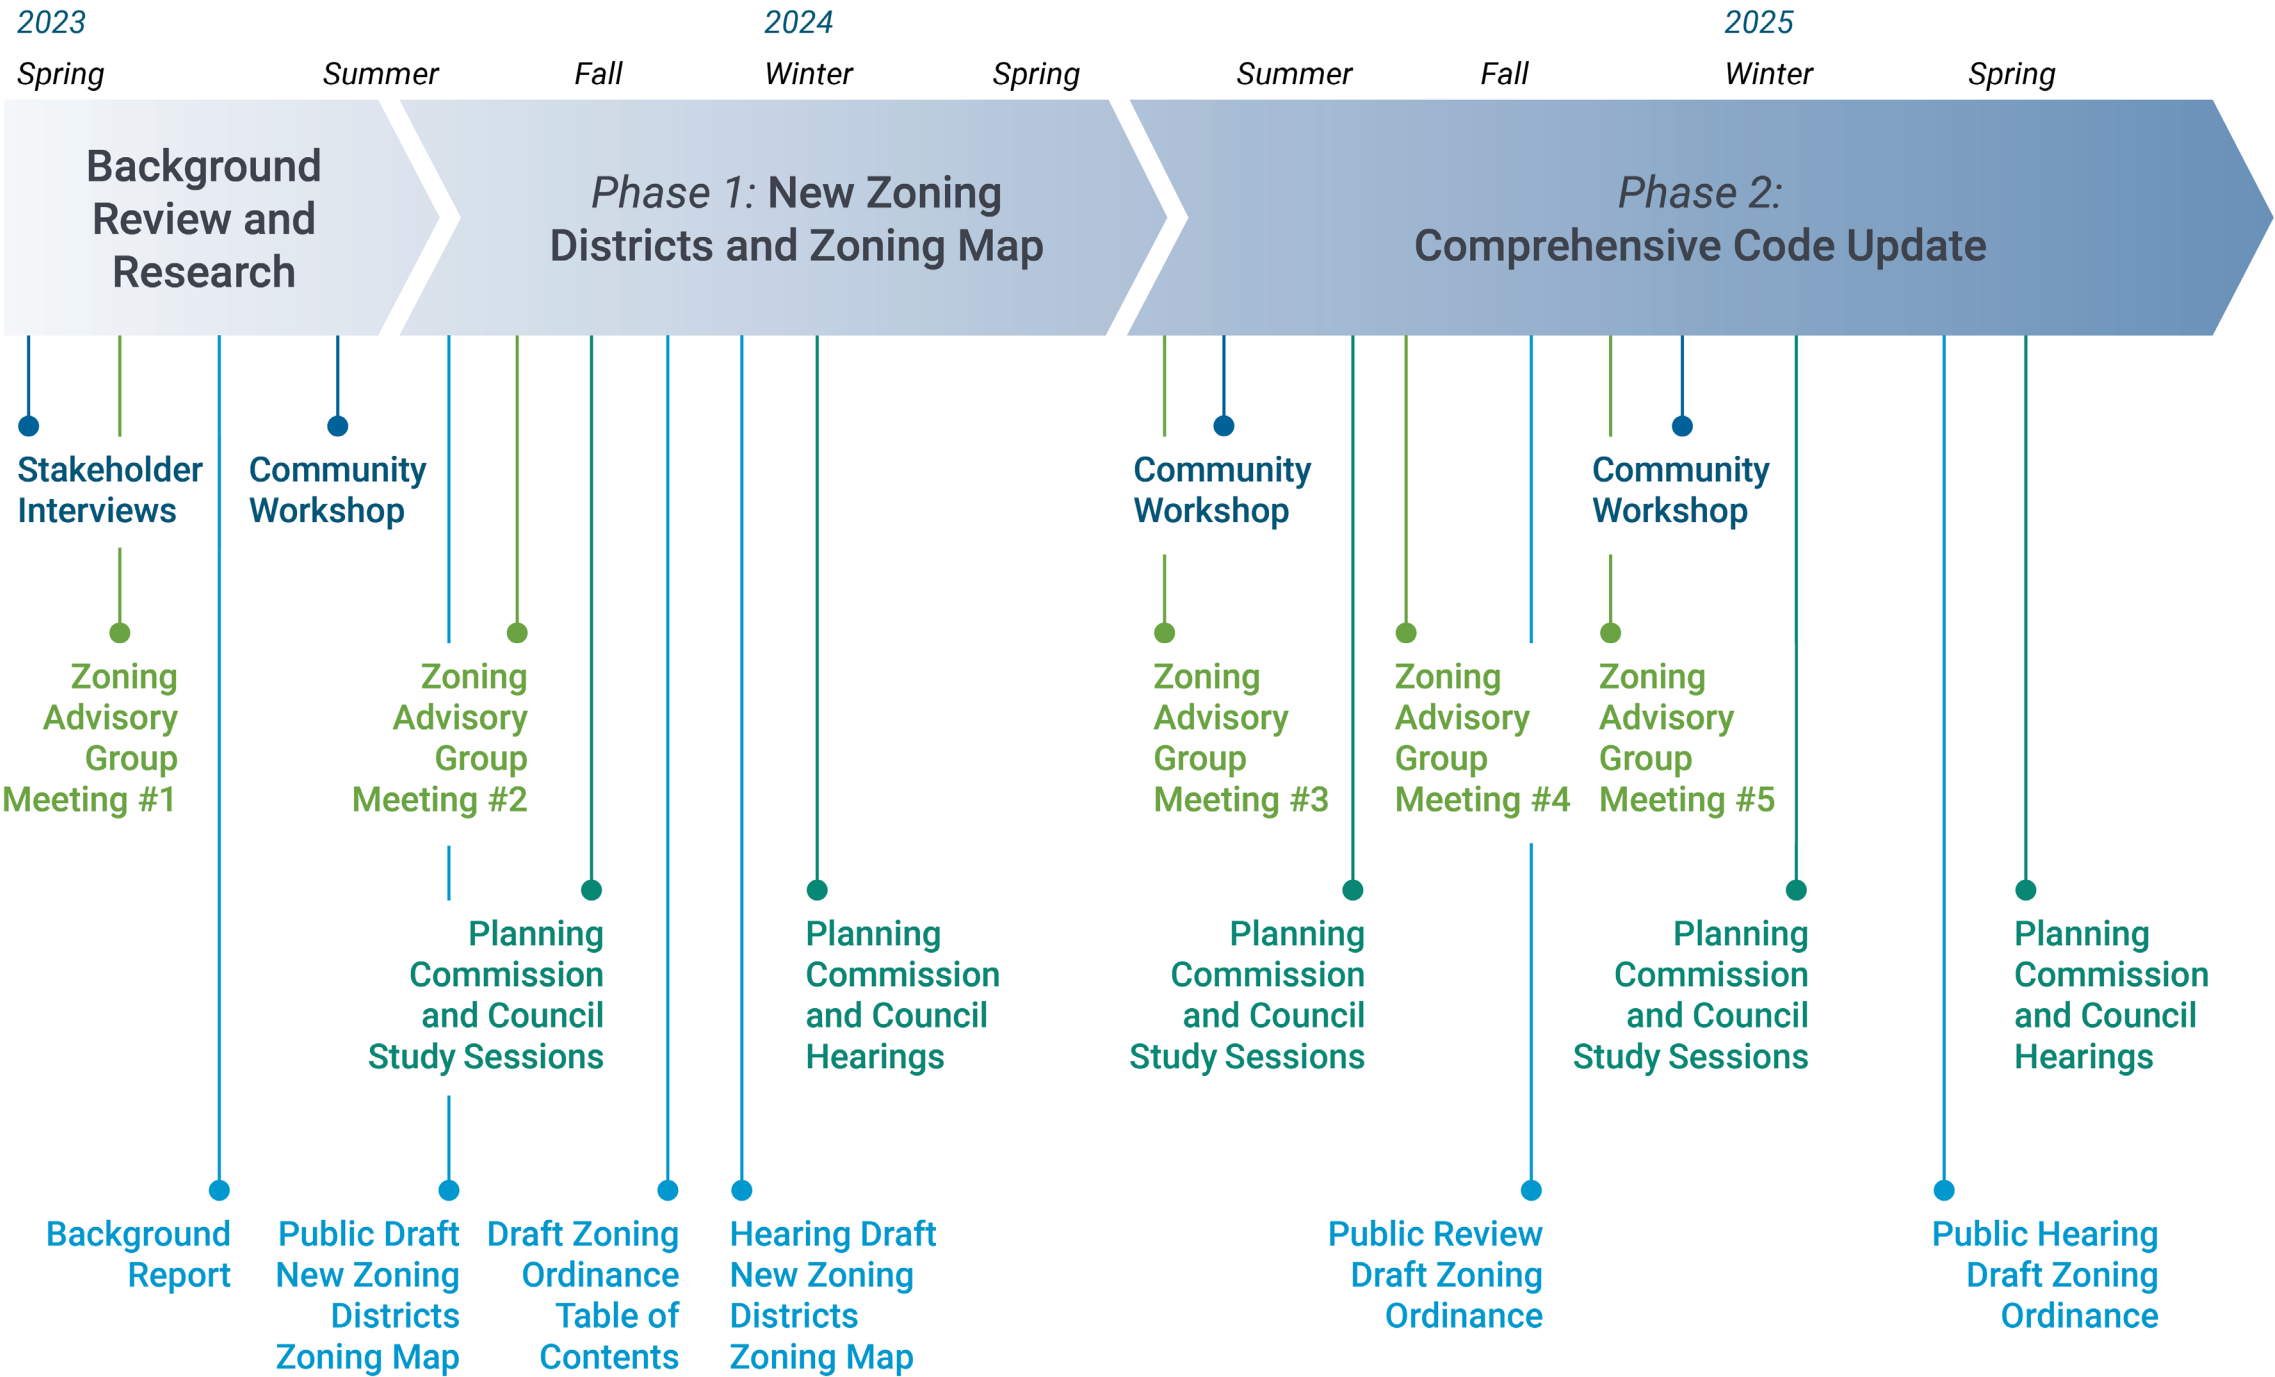 2023
2024
2025
Spring
Summer
Fall
Winter
Spring
Summer
Fall
Winter
Spring
Background
Review and
Research
Phase 1: New Zoning
Districts and Zoning Map
Phase 2:
Comprehensive Code Update
Stakeholder
Interviews
Community
Workshop
Community
Workshop
Community
Workshop
Zoning
Advisory
Group
Meeting #1
Zoning
Advisory
Group
Meeting #2
Zoning
Advisory
Group
Meeting #3
Zoning
Advisory
Group
Meeting #4
Zoning
Advisory
Group
Meeting #5
Planning
Commission
and Council
Study Sessions
Planning
Commission
and Council
Hearings
Planning
Commission
and Council
Study Sessions
Planning
Commission
and Council
Study Sessions
Planning
Commission
and Council
Hearings
Background
Report
Public Draft
New Zoning
Districts
Zoning Map
Draft Zoning
Ordinance
Table of
Contents
Hearing Draft
New Zoning
Districts
Zoning Map
Public Review
Draft Zoning
Ordinance
Public Hearing
Draft Zoning
Ordinance